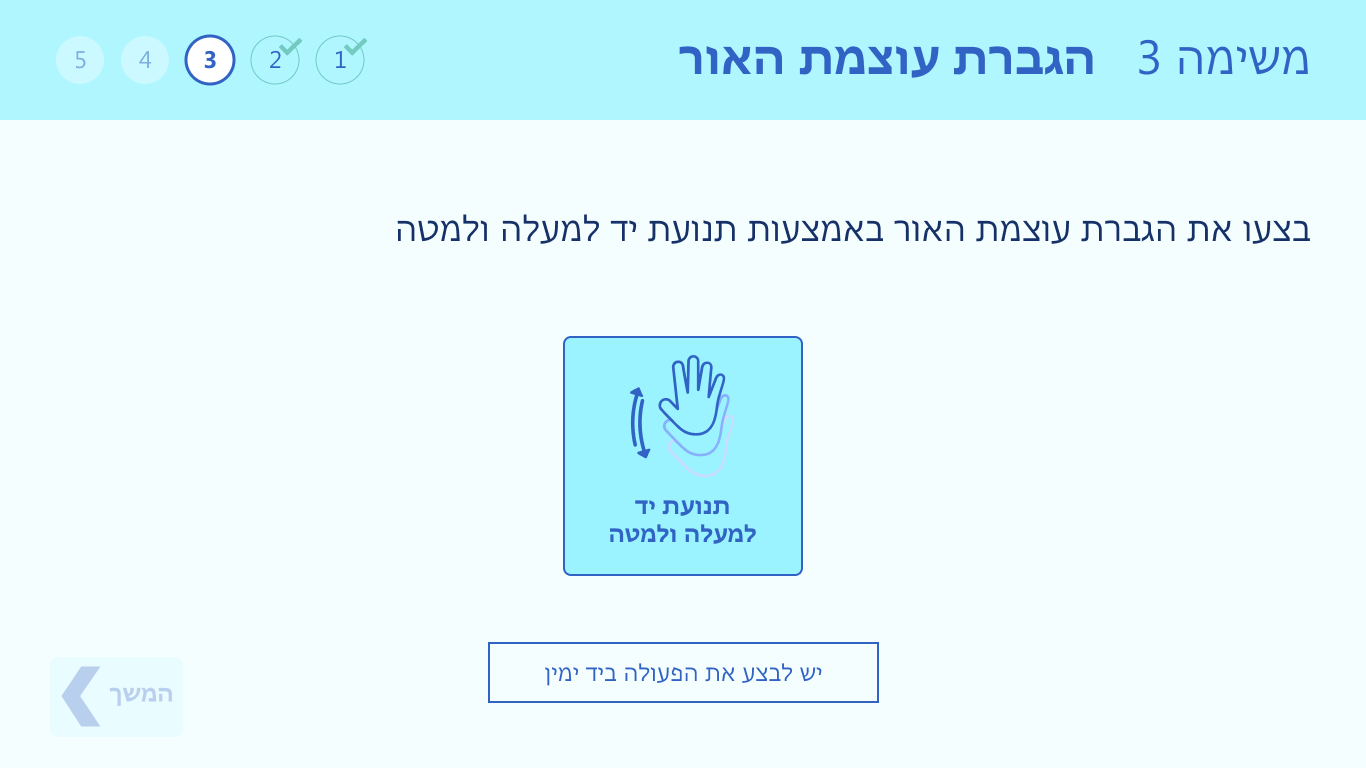 משימה 3 הגברת עוצמת האור
1 2 3 4 5
בצעו את הגברת עוצמת האור באמצעות תנועת יד למעלה ולמטה
תנועת יד
למעלה ולמטה
יש לבצע את הפעולה ביד ימין
המשך